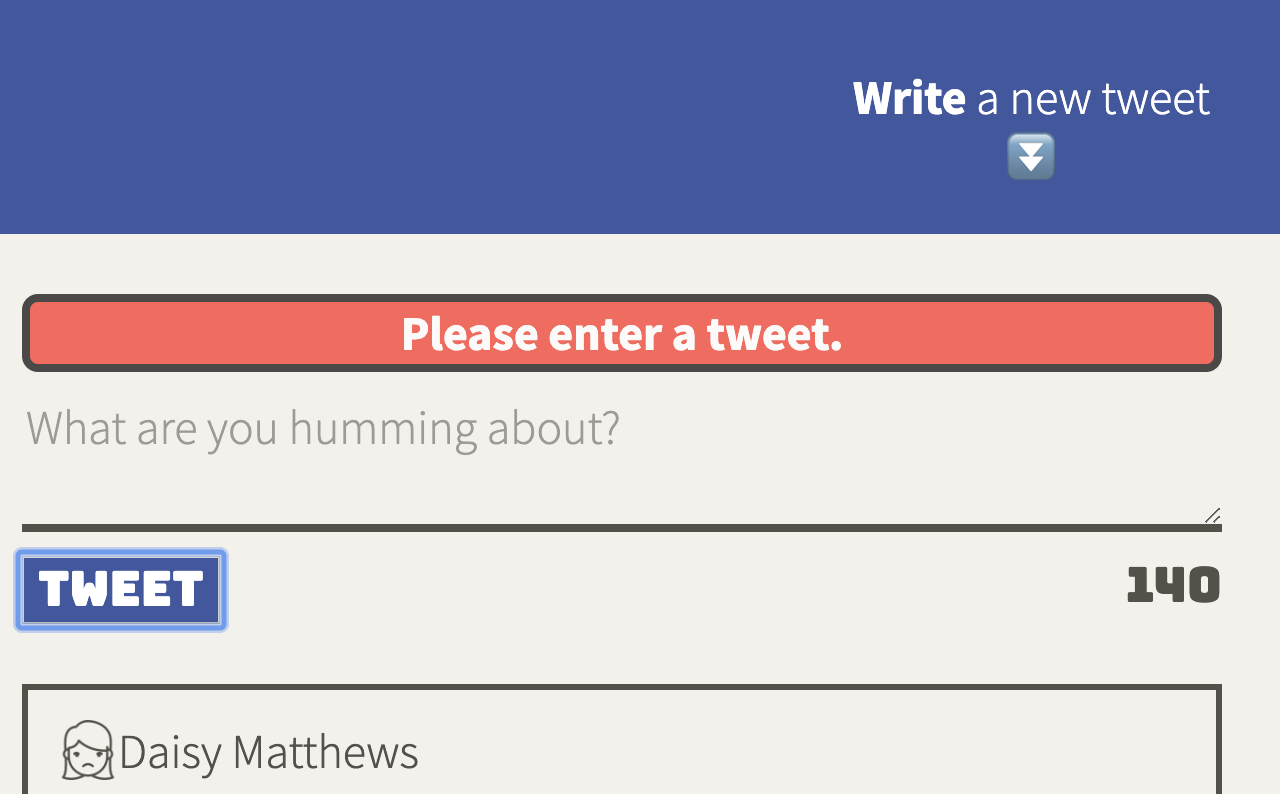 Write a new tweet
Please enter a tweet.
What are you humming about?
TWEET
140
Daisy Matthews